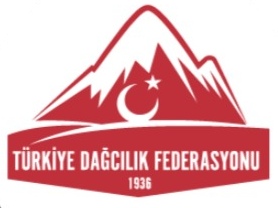 TÜRKİYE DAĞCILIK FEDERASYONU
1936